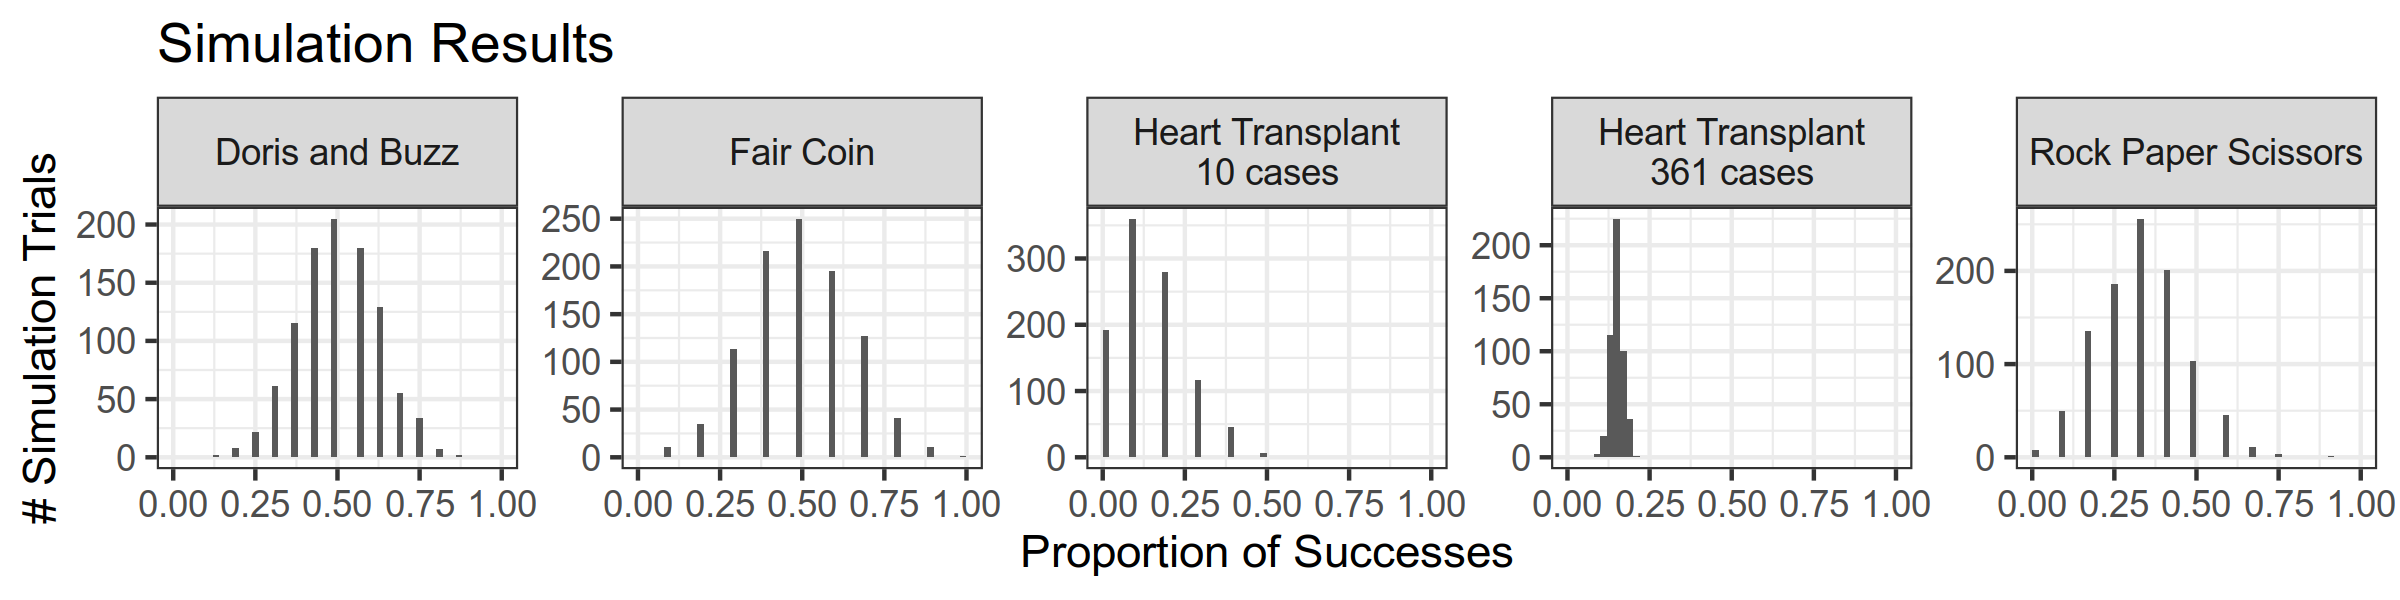 Simulation Results
# Simulation Trials
Doris and Buzz
200
150
100
50
0
0.00 0.25 0.50 0.75 1.00
Fair Coin
250
200
150
100
50
0
0.00 0.25 0.50 0.75 1.00
Heart Transplant
10 cases
300
200
100
0
0.00 0.25 0.50 0.75 1.00
Heart Transplant
361 cases
200
150
100
50
0
0.00 0.25 0.50 0.75 1.00
Rock Paper Scissors
200
100
0
0.00 0.25 0.50 0.75 1.00
Proportion of Successes